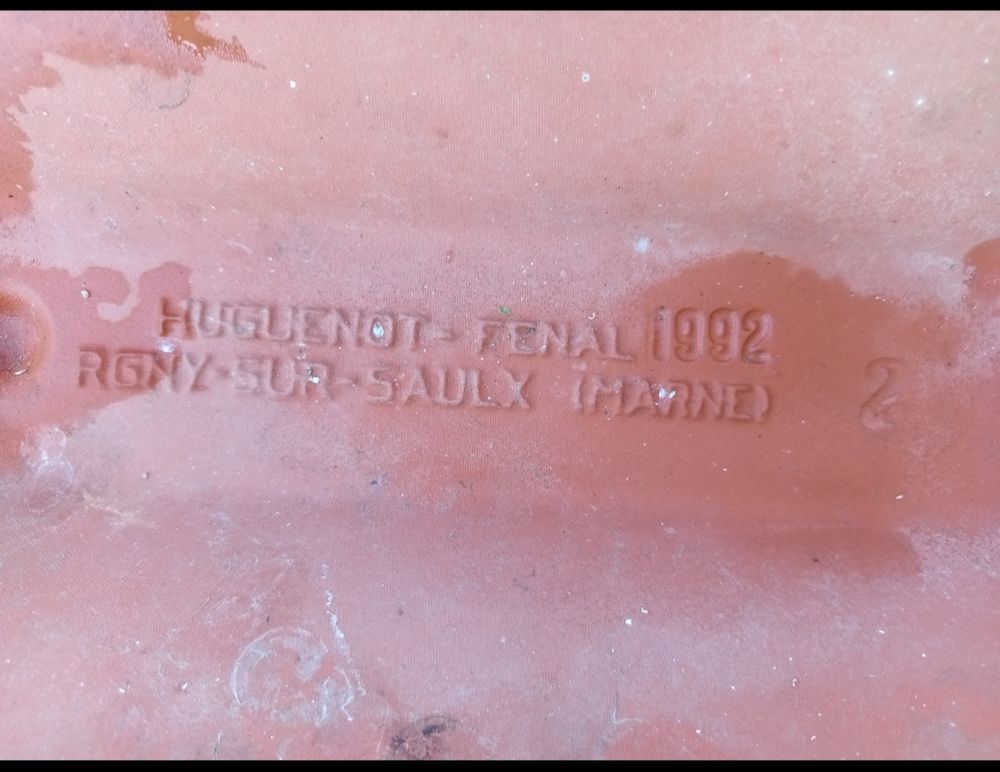 HUGUENOT - FENAL 1992
RGNY-SUR-SAULX (MARNE) 2